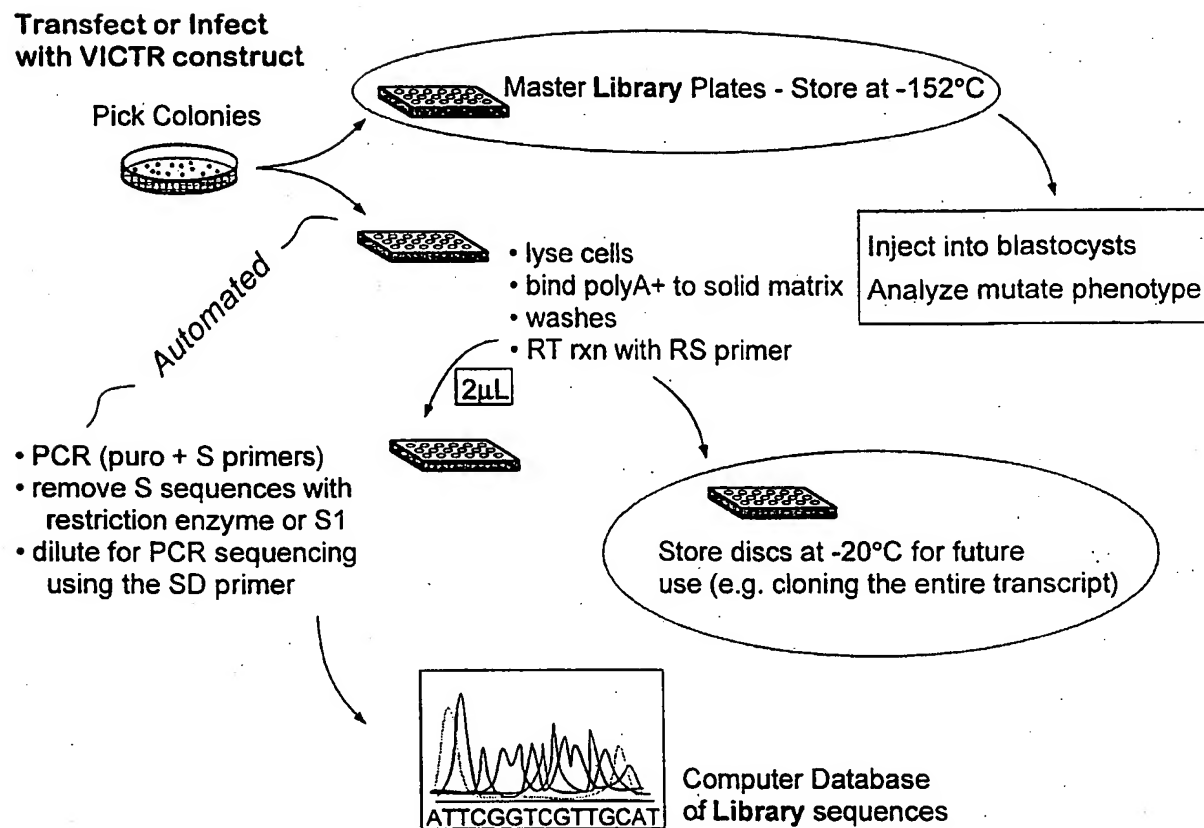 Transfect or Infect
with VICTR construct
Pick Colonies
Master Library Plates - Store at -152°C
Inject into blastocysts
Analyze mutate phenotype
Automated
• lyse cells
• bind polyA+ to solid matrix
• washes
• RT rxn with RS primer
2µL
• PCR (puro + S primers)
• remove S sequences with
restriction enzyme or S1
• dilute for PCR sequencing
using the SD primer
Store discs at -20°C for future
use (e.g. cloning the entire transcript)
ATTCGGTCGTTGCAT
Computer Database
of Library sequences